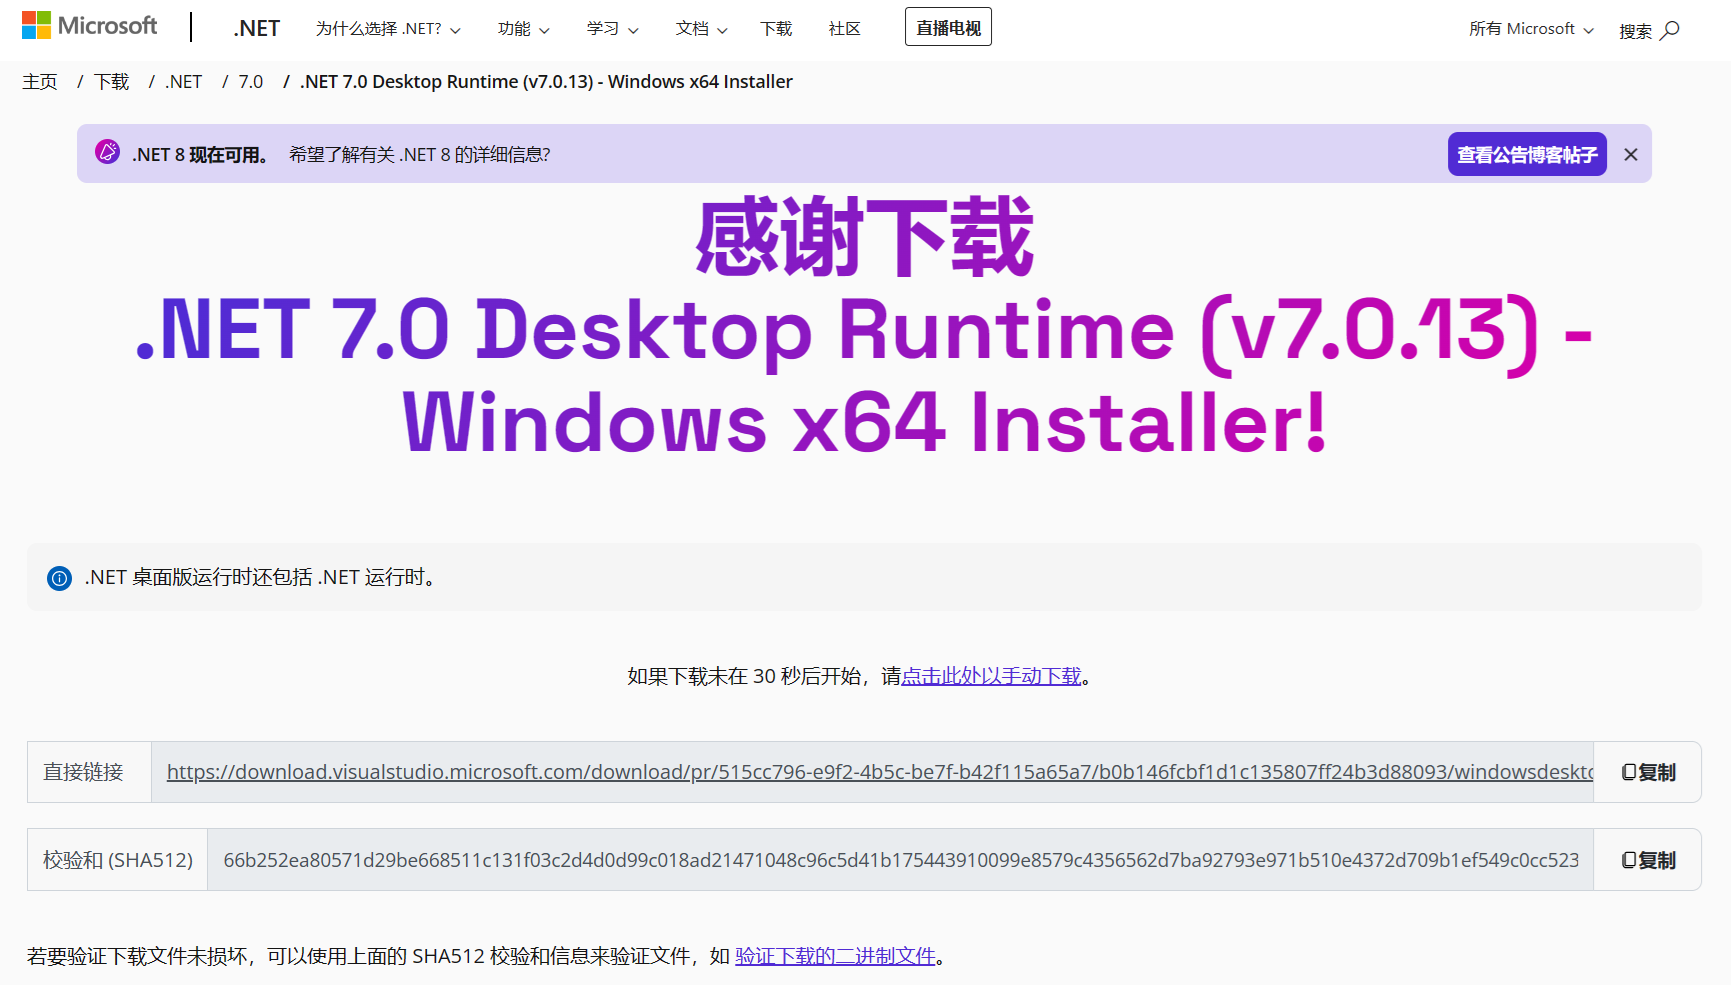 Microsoft .NET 为什么选择 .NET? 功能 学习 文档 下载 社区 直播电视 所有 Microsoft 搜索
主页 / 下载 / .NET / 7.0 / .NET 7.0 Desktop Runtime (v7.0.13) - Windows x64 Installer
.NET 8 现在可用。 希望了解有关 .NET 8 的详细信息? 查看公告博客帖子
感谢下载
.NET 7.0 Desktop Runtime (v7.0.13) -
Windows x64 Installer!
.NET 桌面版运行时还包括 .NET 运行时。
如果下载未在 30 秒后开始，请点击此处以手动下载。
直接链接 https://download.visualstudio.microsoft.com/download/pr/515cc796-e9f2-4b5c-be7f-b42f115a65a7/b0b146fcbf1d1c135807ff24b3d88093/windowsdeskto 复制
校验和 (SHA512) 66b252ea80571d29be668511c131f03c2d4d0d99c018ad21471048c96c5d41b175443910099e8579c4356562d7ba92793e971b510e4372d709b1ef549c0cc523 复制
若要验证下载文件未损坏，可以使用上面的 SHA512 校验和信息来验证文件，如 验证下载的二进制文件。